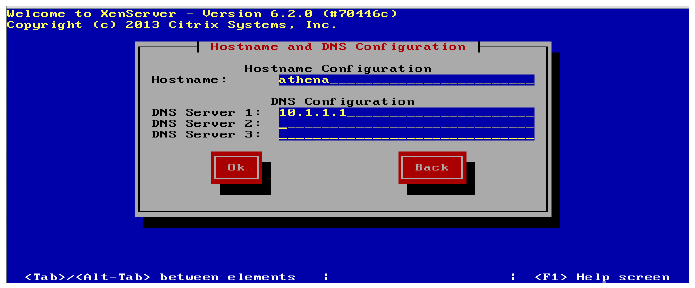 Welcome to XenServer - Version 6.2.0 (#70446c)
Copyright (c) 2013 Citrix Systems, Inc.
Hostname and DNS Configuration
Hostname Configuration
Hostname: athena
DNS Configuration
DNS Server 1: 10.1.1.1
DNS Server 2:
DNS Server 3:
Ok Back
<Tab>/<Alt-Tab> between elements | | <F1> Help screen